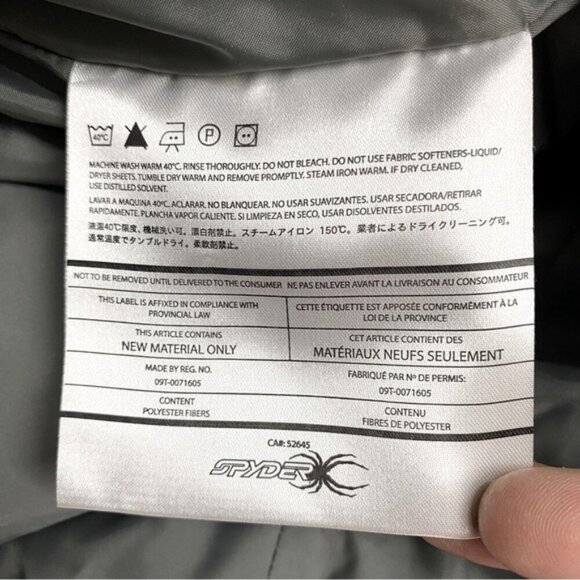 40°C
P
MACHINE WASH WARM 40°C. RINSE THOROUGHLY. DO NOT BLEACH. DO NOT USE FABRIC SOFTENERS-LIQUID/
DRYER SHEETS. TUMBLE DRY WARM AND REMOVE PROMPTLY. STEAM IRON WARM. IF DRY CLEANED,
USE DISTILLED SOLVENT.
LAVAR A MAQUINA 40°C. ACLARAR. NO BLANQUEAR. NO USAR SUAVIZANTES. USAR SECADORA/RETIRAR
RAPIDAMENTE. PLANCHA VAPOR CALIENTE. SI LIMPIEZA EN SECO, USAR DISOLVENTES DESTILADOS.
液温40℃限度、機械洗い可。漂白剤禁止。スチームアイロン 150℃。業者によるドライクリーニング可。
通常温度でタンブルドライ。柔軟剤禁止。
NOT TO BE REMOVED UNTIL DELIVERED TO THE CONSUMER NE PAS ENLEVER AVANT LA LIVRAISON AU CONSOMMATEUR
THIS LABEL IS AFFIXED IN COMPLIANCE WITH
PROVINCIAL LAW
CETTE ÉTIQUETTE EST APPOSÉE CONFORMÉMENT À LA
LOI DE LA PROVINCE
THIS ARTICLE CONTAINS
NEW MATERIAL ONLY
CET ARTICLE CONTIENT DES
MATÉRIAUX NEUFS SEULEMENT
MADE BY REG. NO.
09T-0071605
FABRIQUÉ PAR Nº DE PERMIS:
09T-0071605
CONTENT
POLYESTER FIBERS
CONTENU
FIBRES DE POLYESTER
CA#: 52645
SPYDER